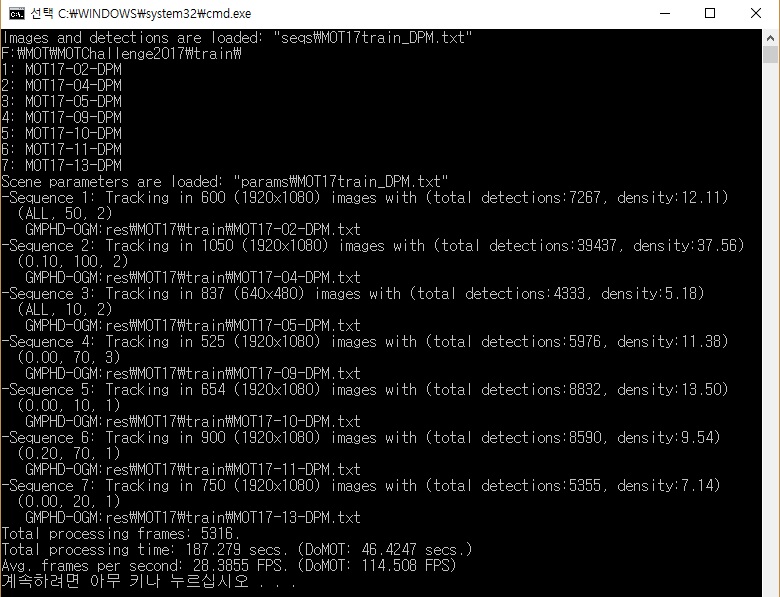 선택 C:₩WINDOWS₩system32₩cmd.exe
Images and detections are loaded: "seqs₩MOT17train_DPM.txt"
F:₩MOT₩MOTChallenge2017₩train₩
1: MOT17-02-DPM
2: MOT17-04-DPM
3: MOT17-05-DPM
4: MOT17-09-DPM
5: MOT17-10-DPM
6: MOT17-11-DPM
7: MOT17-13-DPM
Scene parameters are loaded: "params₩MOT17train_DPM.txt"
-Sequence 1: Tracking in 600 (1920x1080) images with (total detections:7267, density:12.11)
(ALL, 50, 2)
GMPHD-OGM:res₩MOT17₩train₩MOT17-02-DPM.txt
-Sequence 2: Tracking in 1050 (1920x1080) images with (total detections:39437, density:37.56)
(0.10, 100, 2)
GMPHD-OGM:res₩MOT17₩train₩MOT17-04-DPM.txt
-Sequence 3: Tracking in 837 (640x480) images with (total detections:4333, density:5.18)
(ALL, 10, 2)
GMPHD-OGM:res₩MOT17₩train₩MOT17-05-DPM.txt
-Sequence 4: Tracking in 525 (1920x1080) images with (total detections:5976, density:11.38)
(0.00, 70, 3)
GMPHD-OGM:res₩MOT17₩train₩MOT17-09-DPM.txt
-Sequence 5: Tracking in 654 (1920x1080) images with (total detections:8832, density:13.50)
(0.00, 10, 1)
GMPHD-OGM:res₩MOT17₩train₩MOT17-10-DPM.txt
-Sequence 6: Tracking in 900 (1920x1080) images with (total detections:8590, density:9.54)
(0.20, 70, 1)
GMPHD-OGM:res₩MOT17₩train₩MOT17-11-DPM.txt
-Sequence 7: Tracking in 750 (1920x1080) images with (total detections:5355, density:7.14)
(0.00, 20, 1)
GMPHD-OGM:res₩MOT17₩train₩MOT17-13-DPM.txt
Total processing frames: 5316.
Total processing time: 187.279 secs. (DoMOT: 46.4247 secs.)
Avg. frames per second: 28.3855 FPS. (DoMOT: 114.508 FPS)
계속하려면 아무 키나 누르십시오 . . .